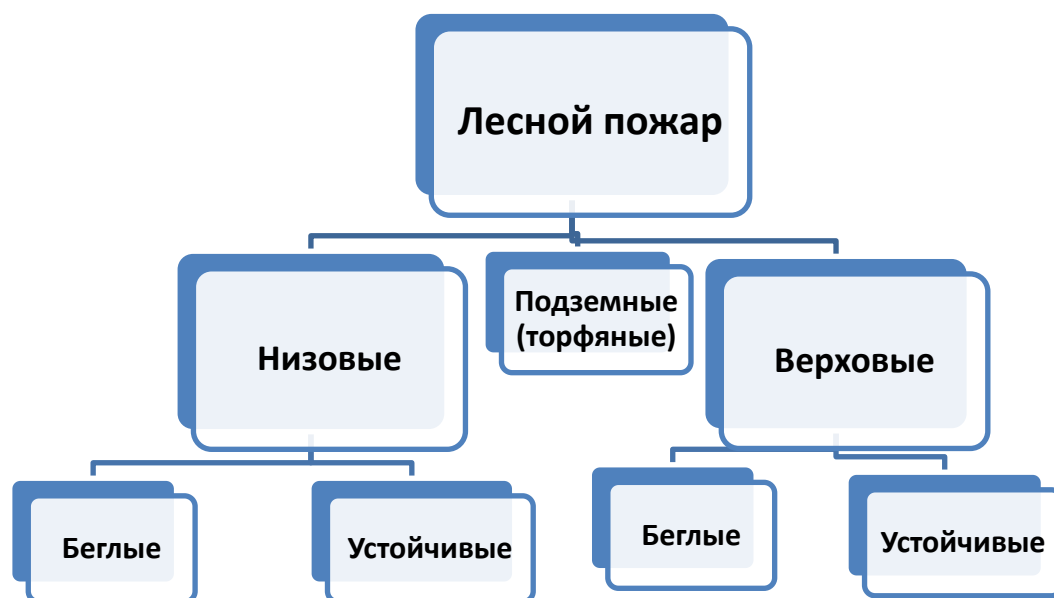 Лесной пожар
Низовые
Подземные
(торфяные)
Верховые
Беглые
Устойчивые
Беглые
Устойчивые